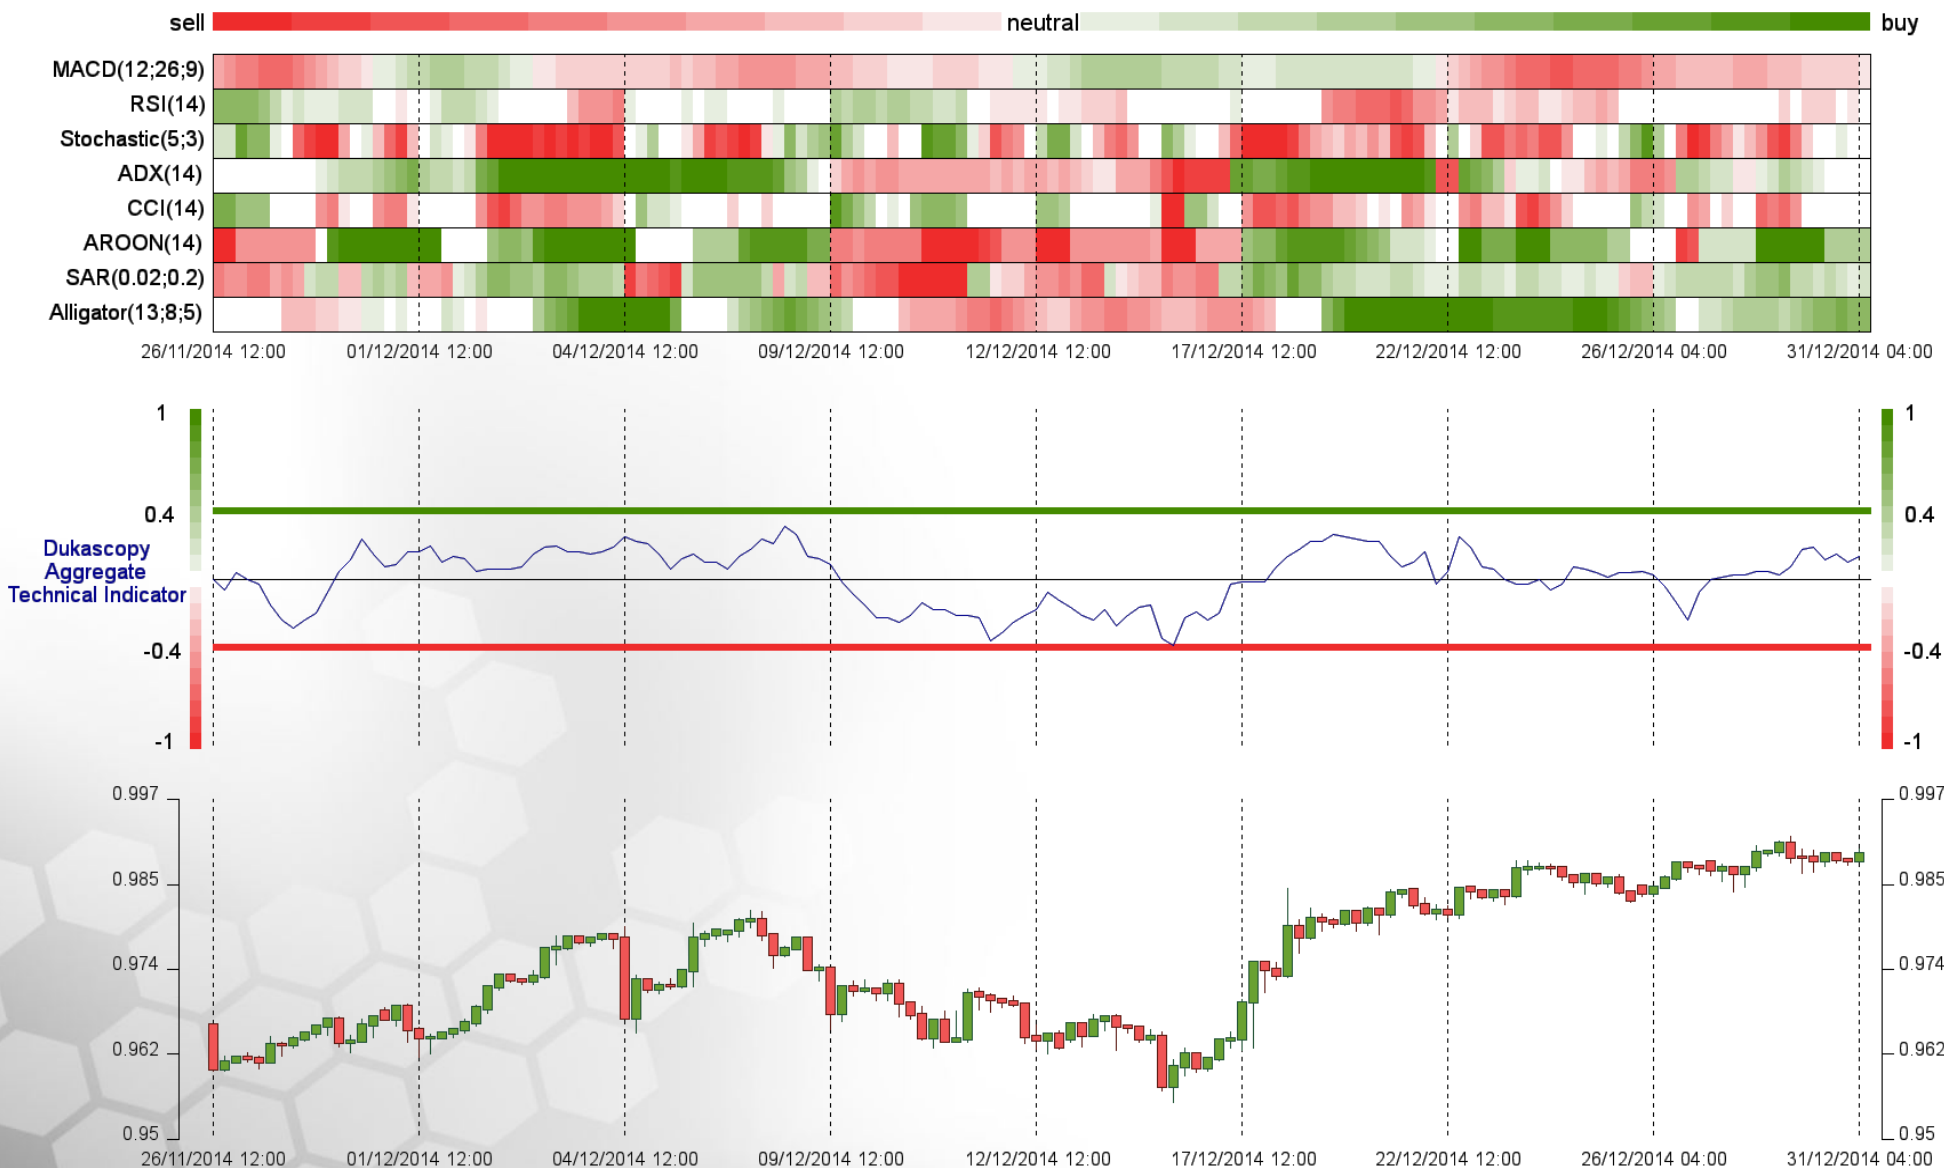 sell neutral buy
MACD(12;26;9)
RSI(14)
Stochastic(5;3)
ADX(14)
CCI(14)
AROON(14)
SAR(0.02;0.2)
Alligator(13;8;5)
26/11/2014 12:00 01/12/2014 12:00 04/12/2014 12:00 09/12/2014 12:00 12/12/2014 12:00 17/12/2014 12:00 22/12/2014 12:00 26/12/2014 04:00 31/12/2014 04:00
1 1
0.4 0.4
Dukascopy
Aggregate
Technical Indicator
-0.4 -0.4
-1 -1
0.997 0.997
0.985 0.985
0.974 0.974
0.962 0.962
0.95 0.95
26/11/2014 12:00 01/12/2014 12:00 04/12/2014 12:00 09/12/2014 12:00 12/12/2014 12:00 17/12/2014 12:00 22/12/2014 12:00 26/12/2014 04:00 31/12/2014 04:00